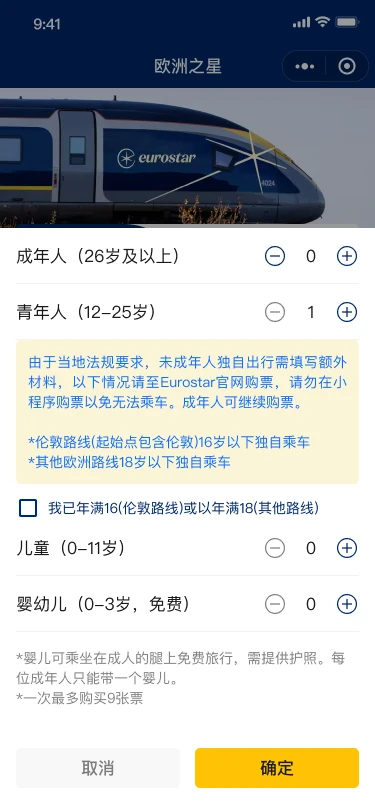 9:41
欧洲之星
eurostar
4024
成年人（26岁及以上）
0
青年人（12-25岁）
1
由于当地法规要求，未成年人独自出行需填写额外
材料，以下情况请至Eurostar官网购票，请勿在小
程序购票以免无法乘车。成年人可继续购票。
*伦敦路线(起始点包含伦敦)16岁以下独自乘车
*其他欧洲路线18岁以下独自乘车
我已年满16(伦敦路线)或以年满18(其他路线)
儿童（0-11岁）
0
婴幼儿（0-3岁，免费）
0
*婴儿可乘坐在成人的腿上免费旅行，需提供护照。每
位成年人只能带一个婴儿。
*一次最多购买9张票
取消
确定